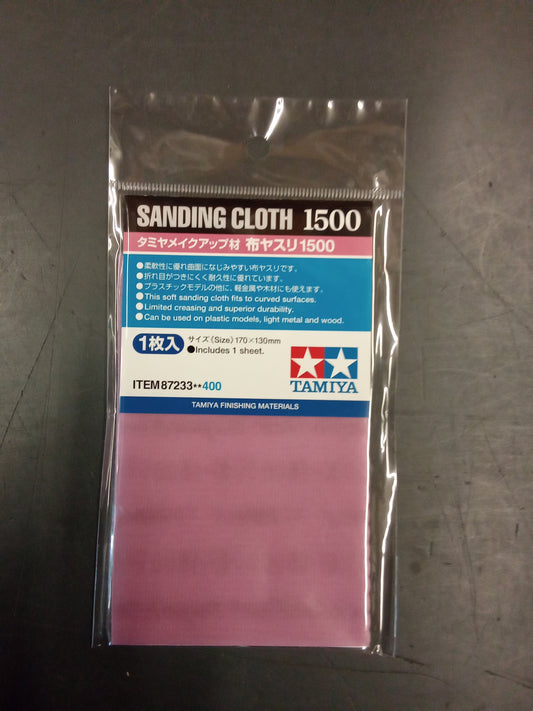 SANDING CLOTH 1500
タミヤメイクアップ材 布ヤスリ1500
●柔軟性に優れ曲面になじみやすい布ヤスリです。
●折れ目がつきにくく耐久性に優れています。
●プラスチックモデルの他に、軽金属や木材にも使えます。
●This soft sanding cloth fits to curved surfaces.
●Limited creasing and superior durability.
●Can be used on plastic models, light metal and wood.
1枚入 サイズ(Size)170×130mm
●Includes 1 sheet.
TAMIYA
ITEM 87233★★400
TAMIYA FINISHING MATERIALS